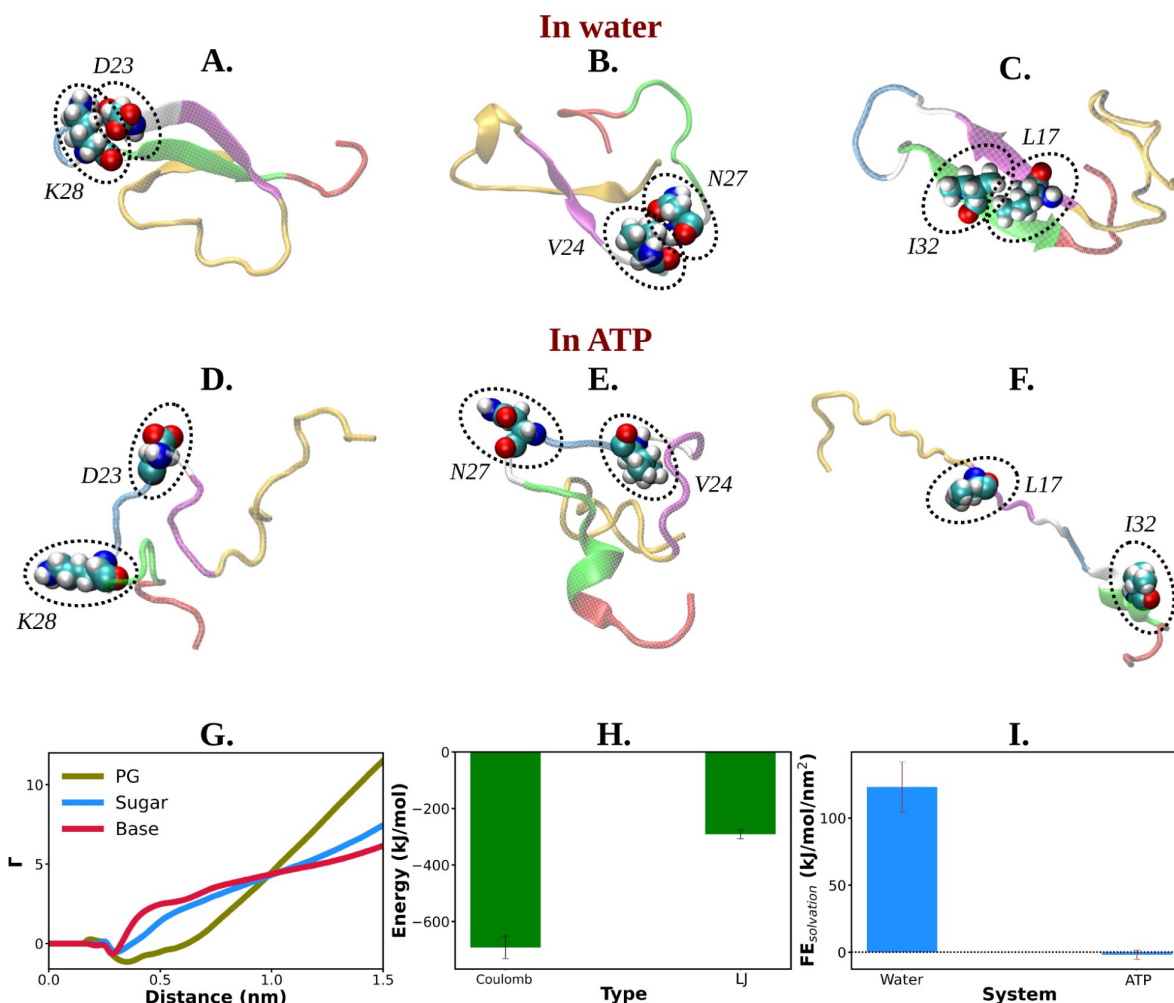 In water
A.
B.
C.
D23
K28
N27
V24
L17
I32
In ATP
D.
E.
F.
D23
K28
N27
V24
L17
I32
G.
H.
I.
PG
Sugar
Base
10
5
0
Γ
0.0 0.5 1.0 1.5
Distance (nm)
0
−200
−400
−600
Energy (kJ/mol)
Coulomb LJ
Type
100
50
0
FEsolvation (kJ/mol/nm²)
Water ATP
System